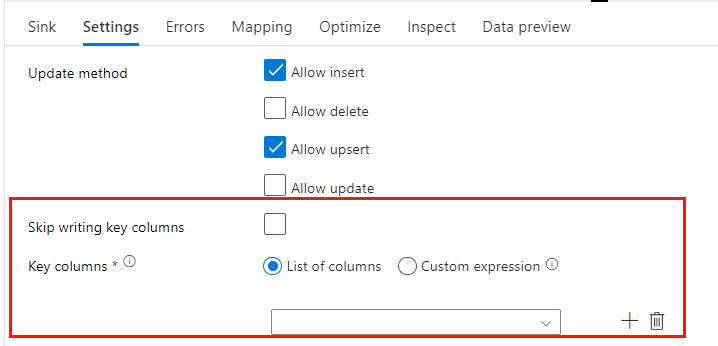 Sink Settings Errors Mapping Optimize Inspect Data preview
Update method Allow insert
Allow delete
Allow upsert
Allow update
Skip writing key columns
Key columns * List of columns Custom expression